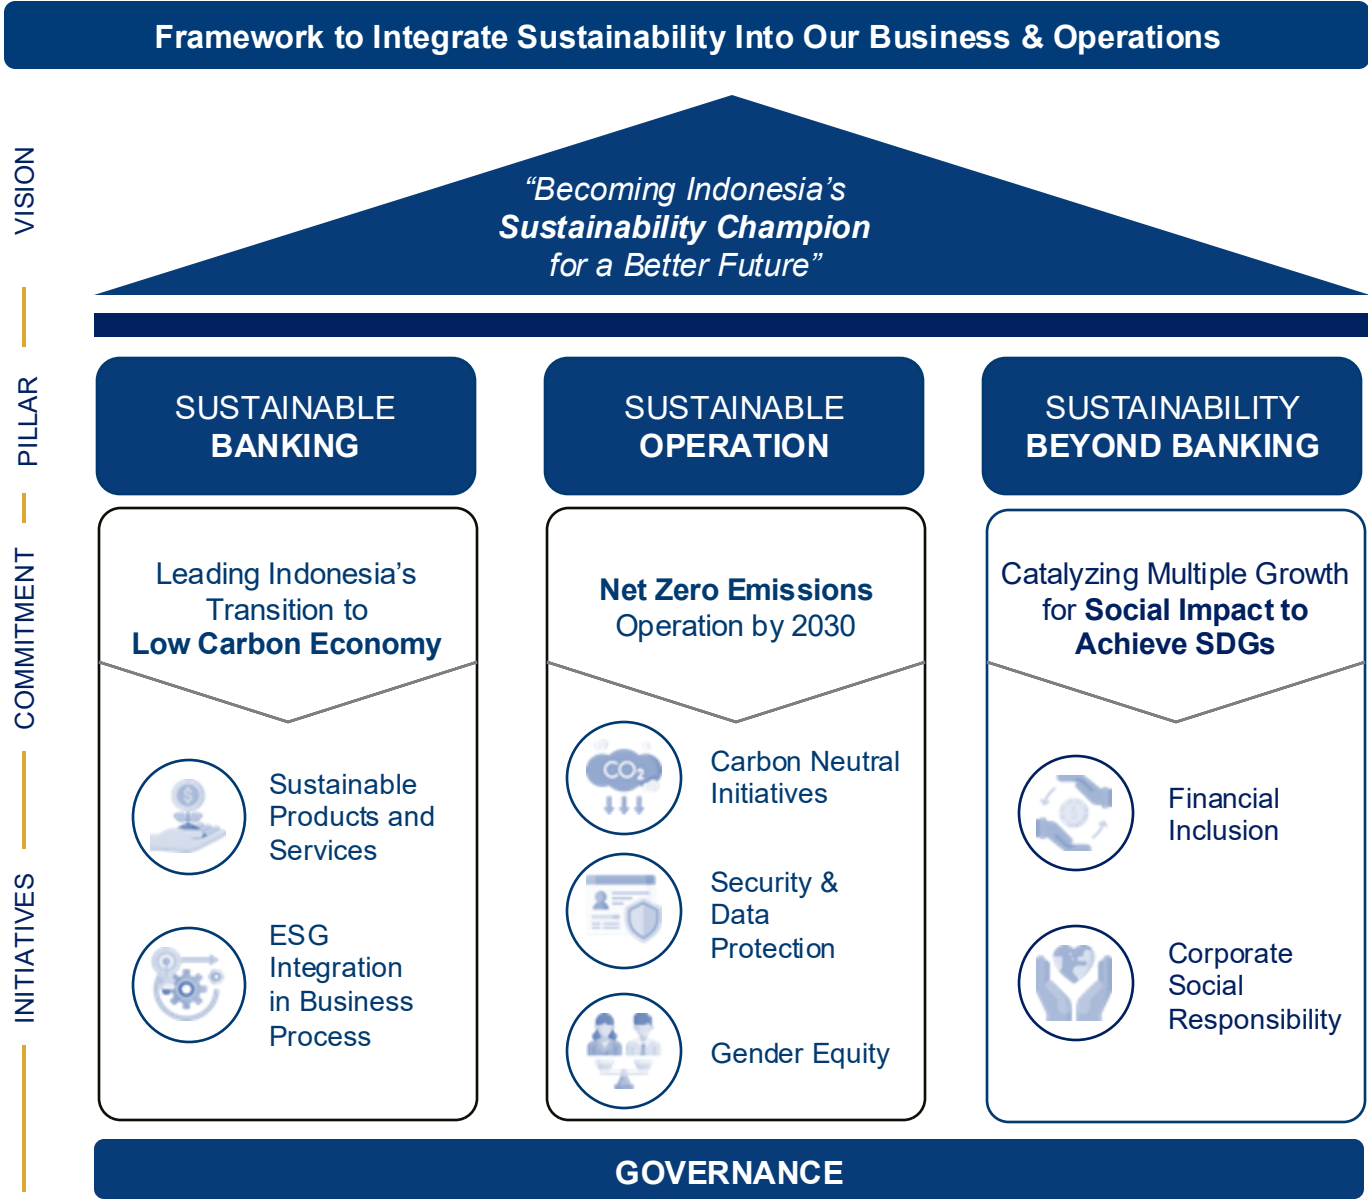 Framework to Integrate Sustainability Into Our Business & Operations
VISION
“Becoming Indonesia’s
Sustainability Champion
for a Better Future”
PILLAR
SUSTAINABLE
BANKING
SUSTAINABLE
OPERATION
SUSTAINABILITY
BEYOND BANKING
COMMITMENT
Leading Indonesia’s
Transition to
Low Carbon Economy
Net Zero Emissions
Operation by 2030
Catalyzing Multiple Growth
for Social Impact to
Achieve SDGs
INITIATIVES
Sustainable
Products and
Services
ESG
Integration
in Business
Process
CO2
Carbon Neutral
Initiatives
Security &
Data
Protection
Gender Equity
Financial
Inclusion
Corporate
Social
Responsibility
GOVERNANCE